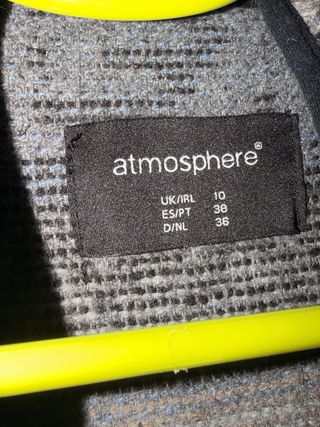 atmosphere®
UK/IRL 10
ES/PT 38
D/NL 36